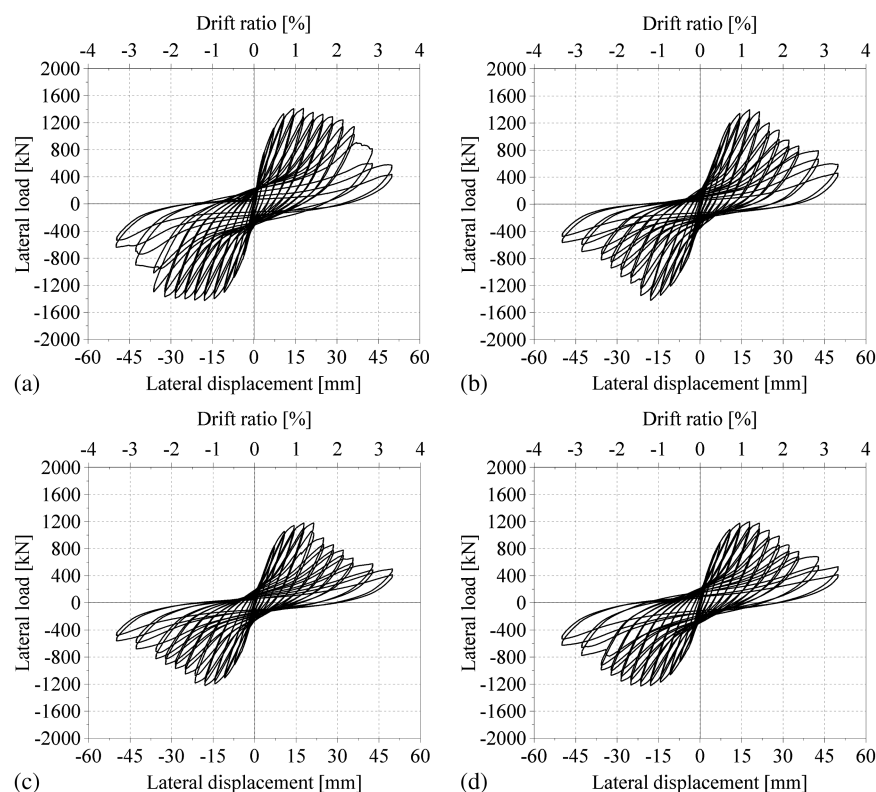 Drift ratio [%]
-4 -3 -2 -1 0 1 2 3 4
2000
1600
1200
800
400
0
-400
-800
-1200
-1600
-2000
Lateral load [kN]
-60 -45 -30 -15 0 15 30 45 60
(a) Lateral displacement [mm]
Drift ratio [%]
-4 -3 -2 -1 0 1 2 3 4
2000
1600
1200
800
400
0
-400
-800
-1200
-1600
-2000
Lateral load [kN]
-60 -45 -30 -15 0 15 30 45 60
(b) Lateral displacement [mm]
Drift ratio [%]
-4 -3 -2 -1 0 1 2 3 4
2000
1600
1200
800
400
0
-400
-800
-1200
-1600
-2000
Lateral load [kN]
-60 -45 -30 -15 0 15 30 45 60
(c) Lateral displacement [mm]
Drift ratio [%]
-4 -3 -2 -1 0 1 2 3 4
2000
1600
1200
800
400
0
-400
-800
-1200
-1600
-2000
Lateral load [kN]
-60 -45 -30 -15 0 15 30 45 60
(d) Lateral displacement [mm]